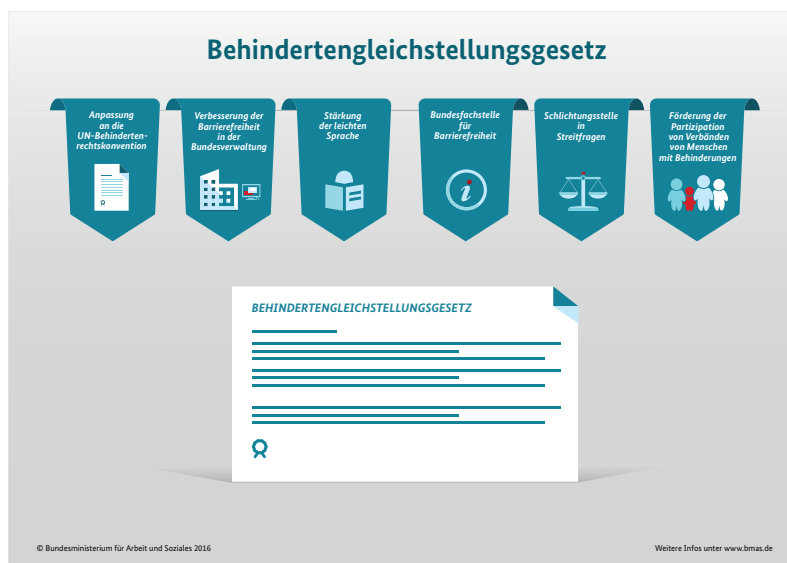 Behindertengleichstellungsgesetz
Anpassung
an die
UN-Behinderten-
rechtskonvention
Verbesserung der
Barrierefreiheit
in der
Bundesverwaltung
Stärkung
der leichten
Sprache
Bundesfachstelle
für
Barrierefreiheit
i
Schlichtungsstelle
in
Streitfragen
Förderung der
Partizipation
von Verbänden
von Menschen
mit Behinderungen
BEHINDERTENGLEICHSTELLUNGSGESETZ
© Bundesministerium für Arbeit und Soziales 2016
Weitere Infos unter www.bmas.de